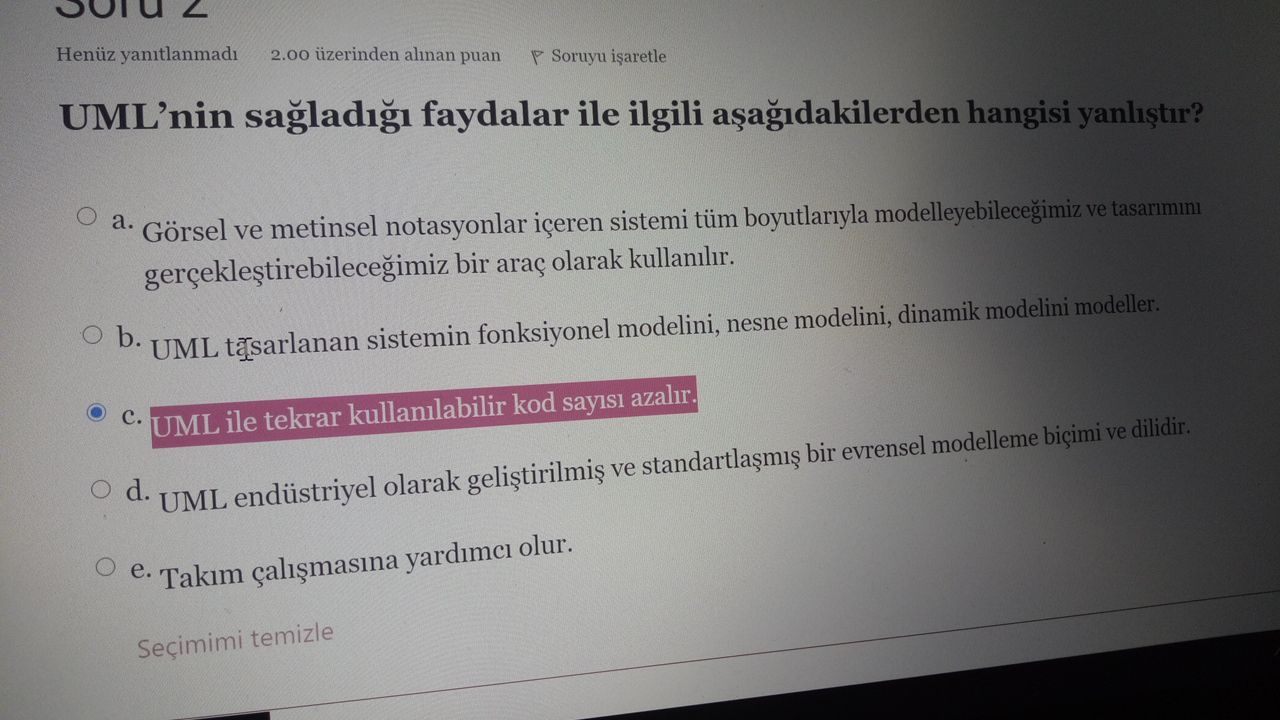 Soru 2
Henüz yanıtlanmadı 2.00 üzerinden alınan puan Soruyu işaretle
UML’nin sağladığı faydalar ile ilgili aşağıdakilerden hangisi yanlıştır?
a. Görsel ve metinsel notasyonlar içeren sistemi tüm boyutlarıyla modelleyebileceğimiz ve tasarımını
gerçekleştirebileceğimiz bir araç olarak kullanılır.
b. UML tasarlanan sistemin fonksiyonel modelini, nesne modelini, dinamik modelini modeller.
c. UML ile tekrar kullanılabilir kod sayısı azalır.
d. UML endüstriyel olarak geliştirilmiş ve standartlaşmış bir evrensel modelleme biçimi ve dilidir.
e. Takım çalışmasına yardımcı olur.
Seçimimi temizle